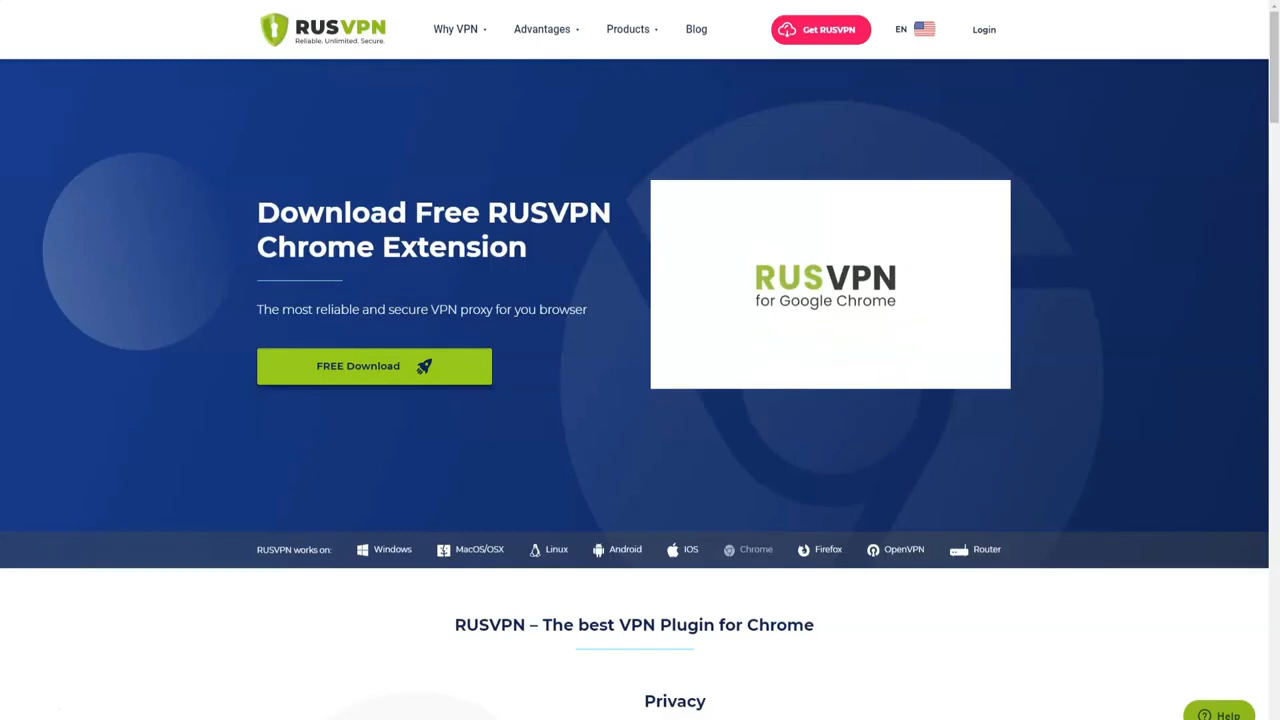 RUSVPN
Reliable. Unlimited. Secure.
Why VPN
Advantages
Products
Blog
Get RUSVPN
EN
Login
Download Free RUSVPN
Chrome Extension
The most reliable and secure VPN proxy for you browser
FREE Download
RUSVPN
for Google Chrome
RUSVPN works on:
Windows
MacOS/OSX
Linux
Android
IOS
Chrome
Firefox
OpenVPN
Router
RUSVPN – The best VPN Plugin for Chrome
Privacy
Help